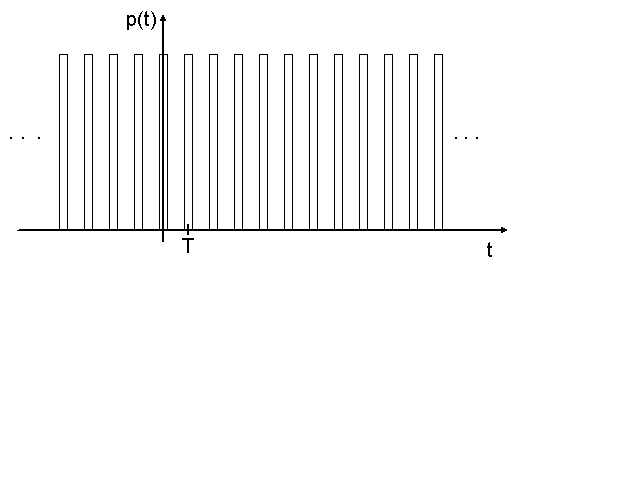 p(t)
. . .
. . .
T
t